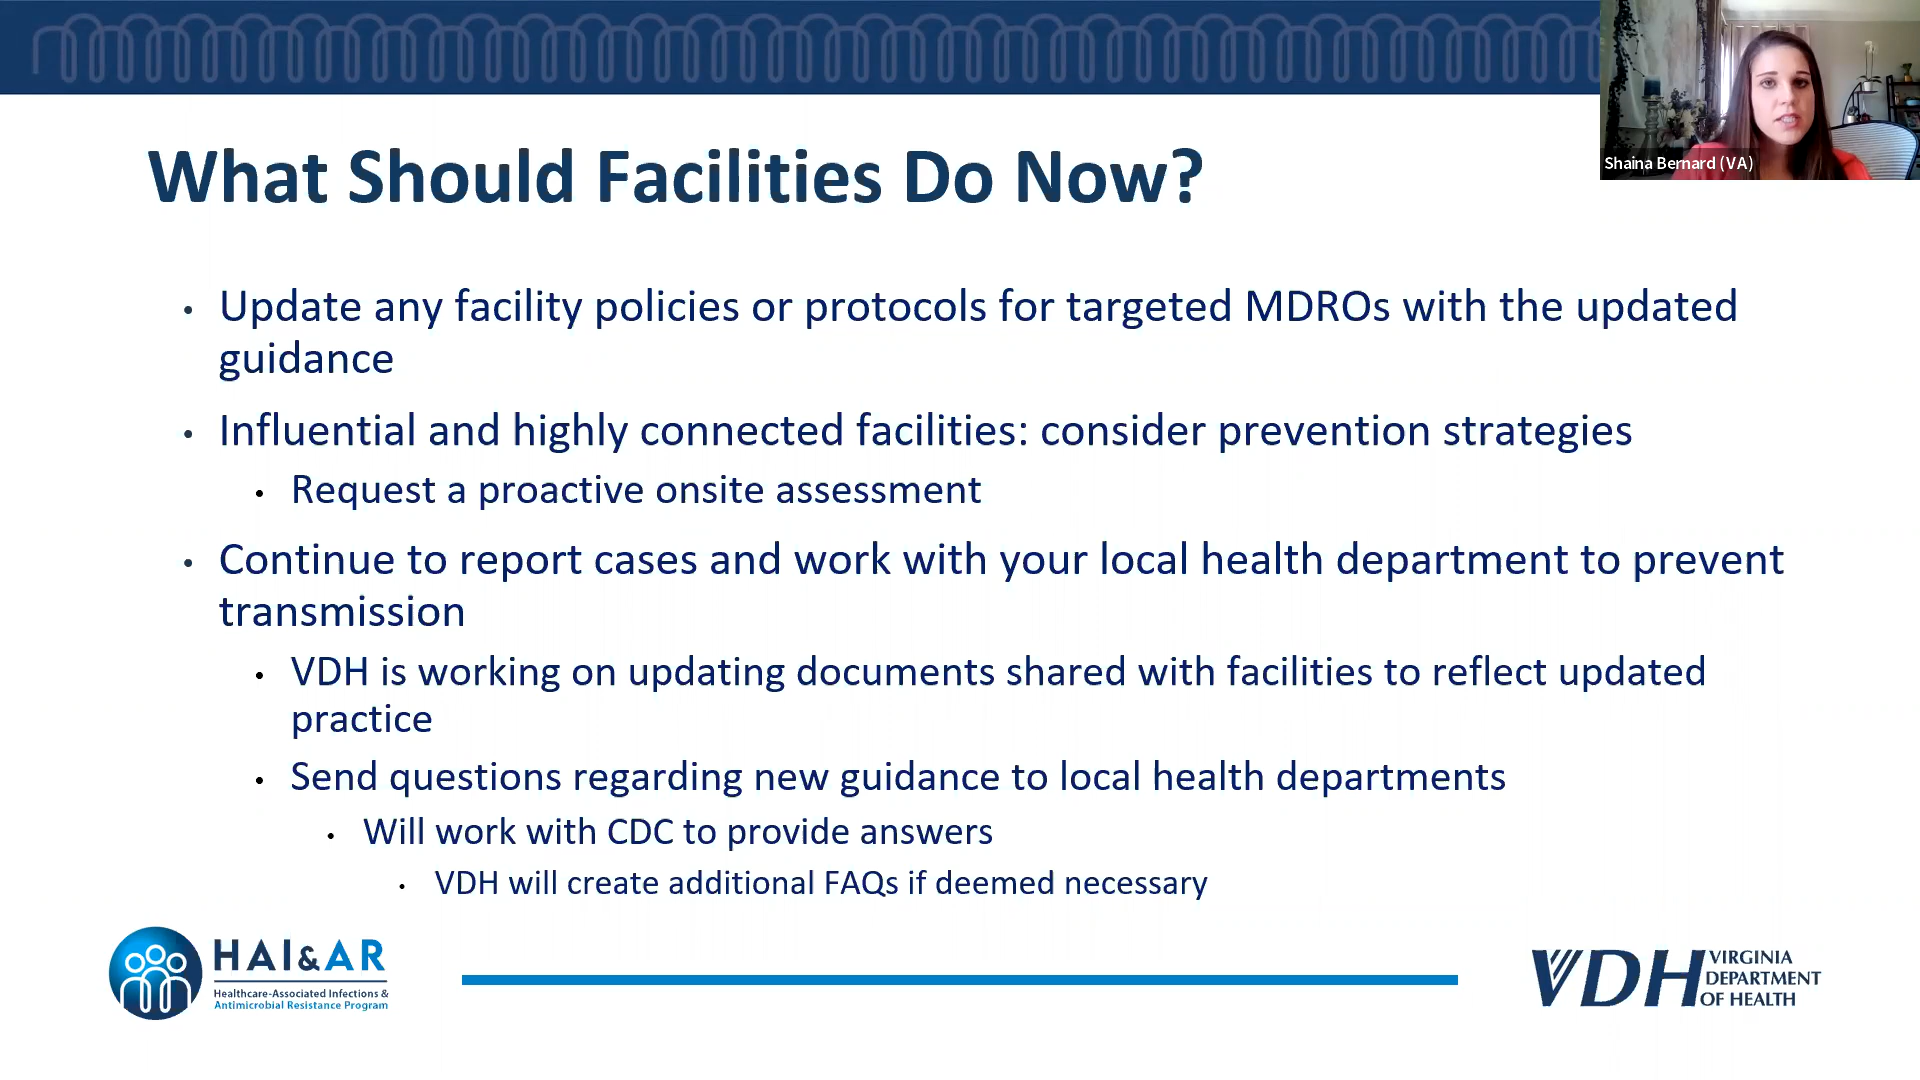 What Should Facilities Do Now?
Shaina Bernard (VA)
• Update any facility policies or protocols for targeted MDROs with the updated
guidance
• Influential and highly connected facilities: consider prevention strategies
• Request a proactive onsite assessment
• Continue to report cases and work with your local health department to prevent
transmission
• VDH is working on updating documents shared with facilities to reflect updated
practice
• Send questions regarding new guidance to local health departments
• Will work with CDC to provide answers
• VDH will create additional FAQs if deemed necessary
HAI&AR
Healthcare-Associated Infections &
Antimicrobial Resistance Program
VDH VIRGINIA
DEPARTMENT
OF HEALTH